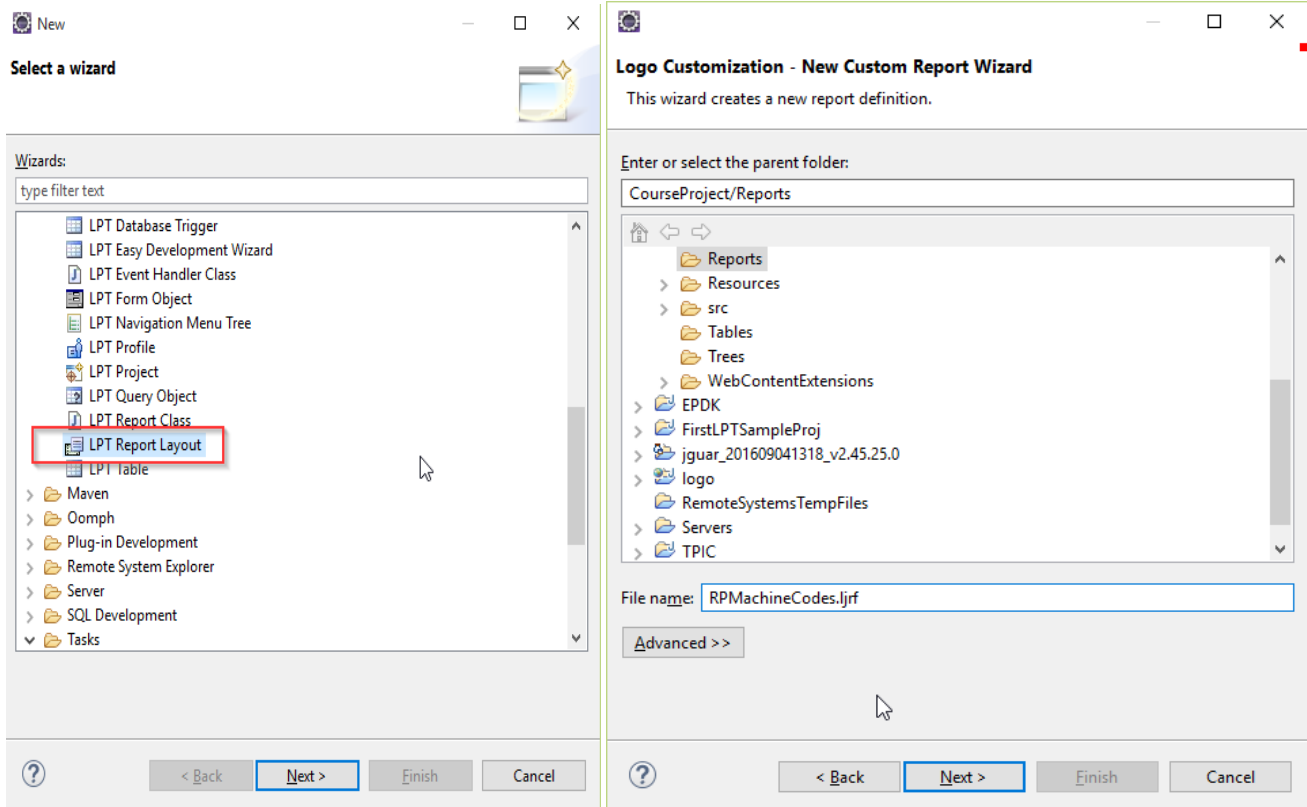 New
Select a wizard
Wizards:
type filter text
LPT Database Trigger
LPT Easy Development Wizard
LPT Event Handler Class
LPT Form Object
LPT Navigation Menu Tree
LPT Profile
LPT Project
LPT Query Object
LPT Report Class
LPT Report Layout
LPT Table
Maven
Oomph
Plug-in Development
Remote System Explorer
Server
SQL Development
Tasks
< Back
Next >
Finish
Cancel
Logo Customization - New Custom Report Wizard
This wizard creates a new report definition.
Enter or select the parent folder:
CourseProject/Reports
Reports
Resources
src
Tables
Trees
WebContentExtensions
EPDK
FirstLPTSampleProj
jguar_201609041318_v2.45.25.0
logo
RemoteSystemsTempFiles
Servers
TPIC
File name: RPMachineCodes.ljrf
Advanced >>
< Back
Next >
Finish
Cancel